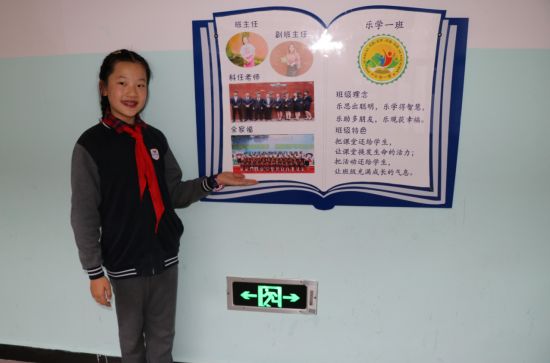 班主任
副班主任
科任老师
全家福
乐学一班
班级理念
乐思出聪明，乐学得智慧，
乐助多朋友，乐观获幸福。
班级特色
把课堂还给学生，
让课堂焕发生命的活力；
把活动还给学生，
让班级充满成长的气息。